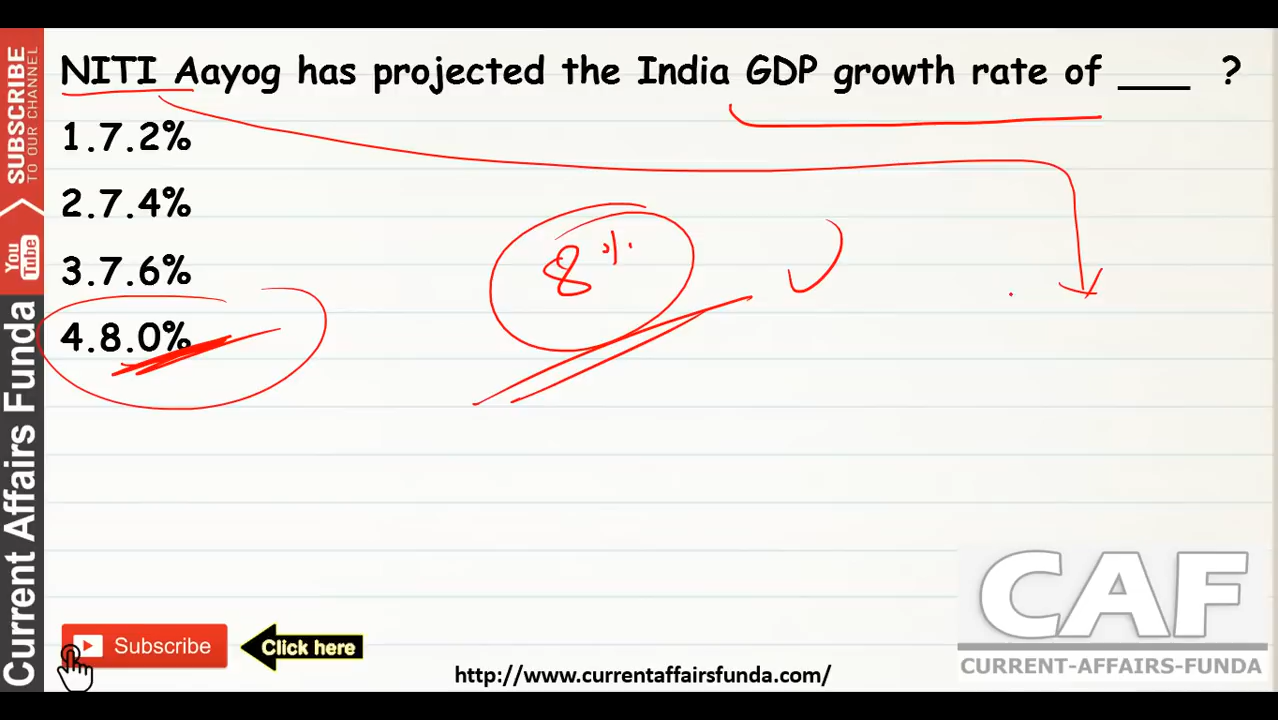 NITI Aayog has projected the India GDP growth rate of ___ ?
1.7.2%
2.7.4%
3.7.6%
4.8.0%
8%
SUBSCRIBE
TO OUR CHANNEL
You
Tube
Current Affairs Funda
Subscribe
Click here
http://www.currentaffairsfunda.com/
CAF
CURRENT-AFFAIRS-FUNDA